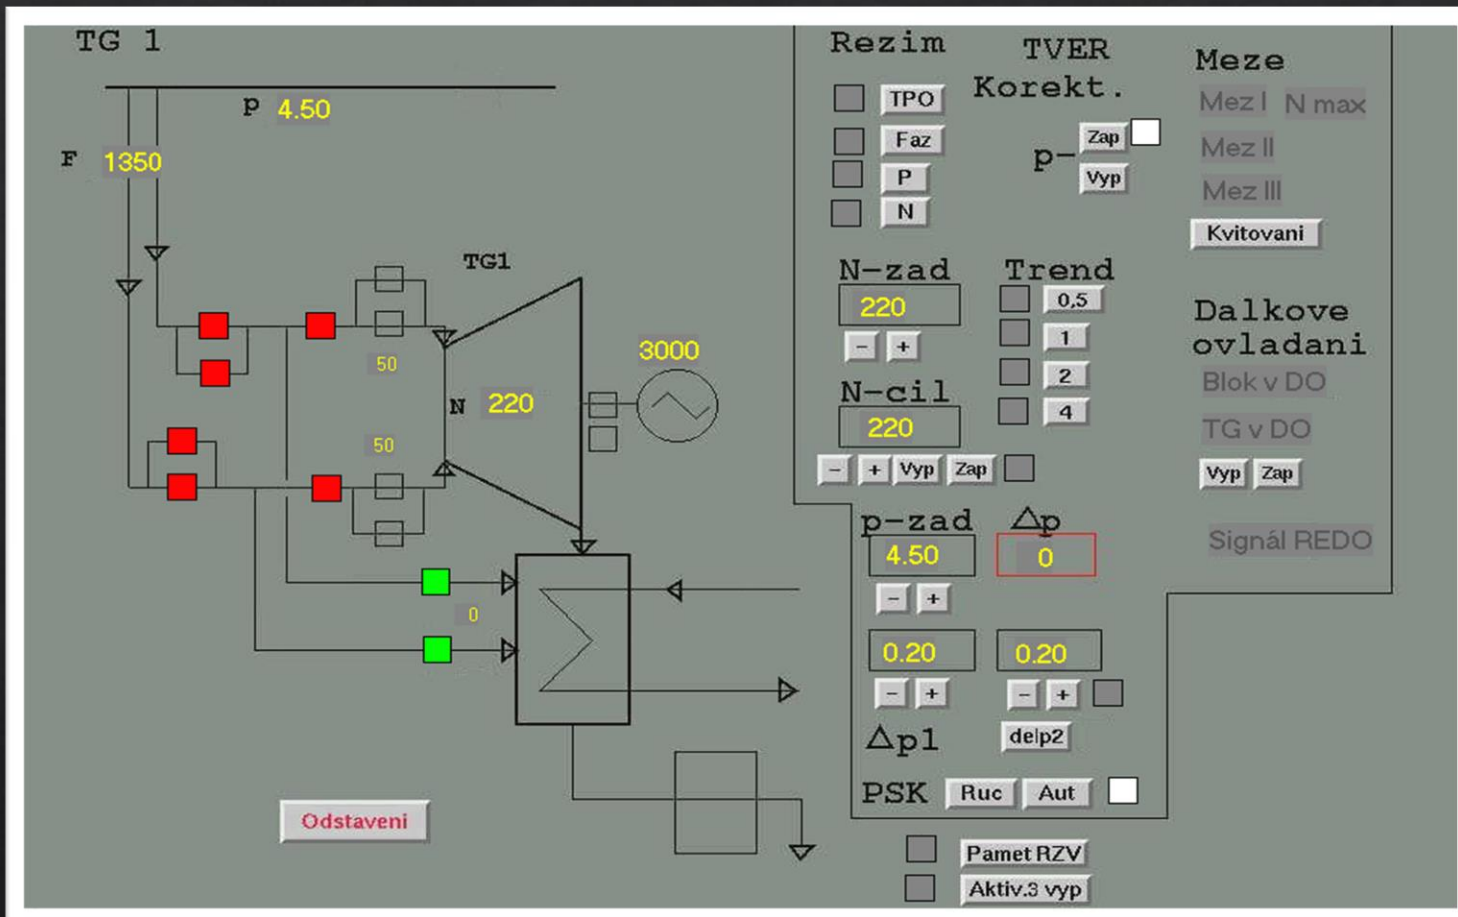 TG 1
p 4.50
F 1350
TG1
50
50
N 220
3000
0
Odstaveni
Rezim
TPO
Faz
P
N
TVER
Korekt.
p- Zap
Vyp
Meze
Mez I N max
Mez II
Mez III
Kvitovani
N-zad
220
- +
N-cil
220
- + Vyp Zap
Trend
0,5
1
2
4
Dalkove
ovladani
Blok v DO
TG v DO
Vyp Zap
Signál REDO
p-zad Δp
4.50 0
- +
0.20 0.20
- + - +
Δp1 delp2
PSK Ruc Aut
Pamet RZV
Aktiv.3 vyp